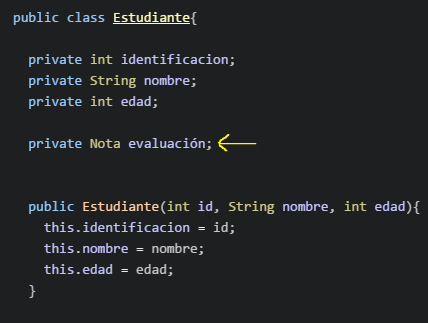 public class Estudiante{
private int identificacion;
private String nombre;
private int edad;
private Nota evaluación;
public Estudiante(int id, String nombre, int edad){
this.identificacion = id;
this.nombre = nombre;
this.edad = edad;
}